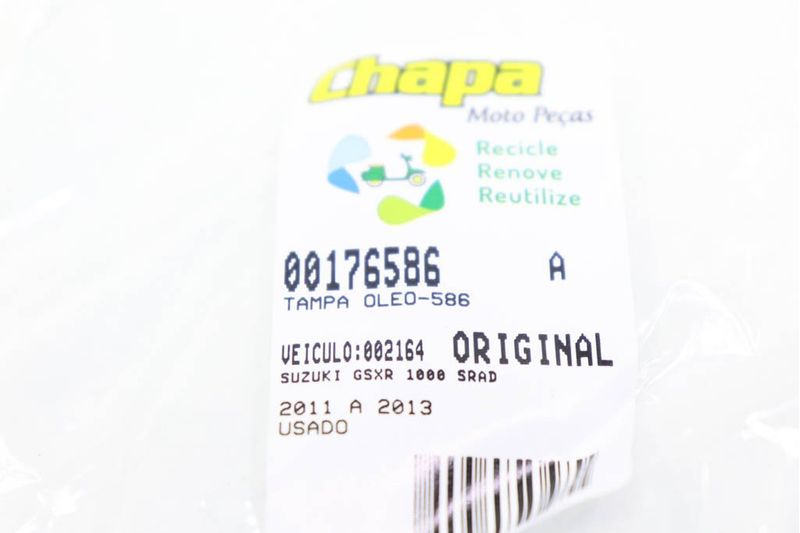 Chapa
Moto Peças
Recicle
Renove
Reutilize
00176586 A
TAMPA OLEO-586
VEICULO:002164 ORIGINAL
SUZUKI GSXR 1000 SRAD
2011 A 2013
USADO